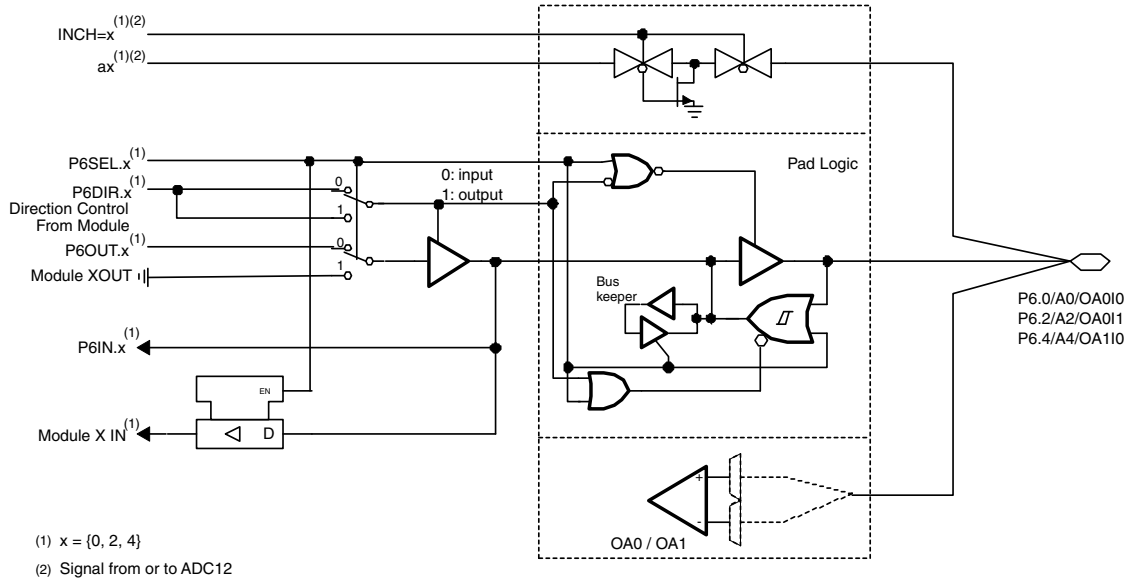 INCH=x(1)(2)
ax(1)(2)
P6SEL.x(1)
Pad Logic
P6DIR.x(1)
0
0: input
1: output
Direction Control
From Module
1
P6OUT.x(1)
0
Module XOUT
1
Bus
keeper
P6.0/A0/OA0I0
P6.2/A2/OA0I1
P6.4/A4/OA1I0
P6IN.x(1)
EN
Module X IN(1)
D
+
-
OA0 / OA1
(1) x = {0, 2, 4}
(2) Signal from or to ADC12